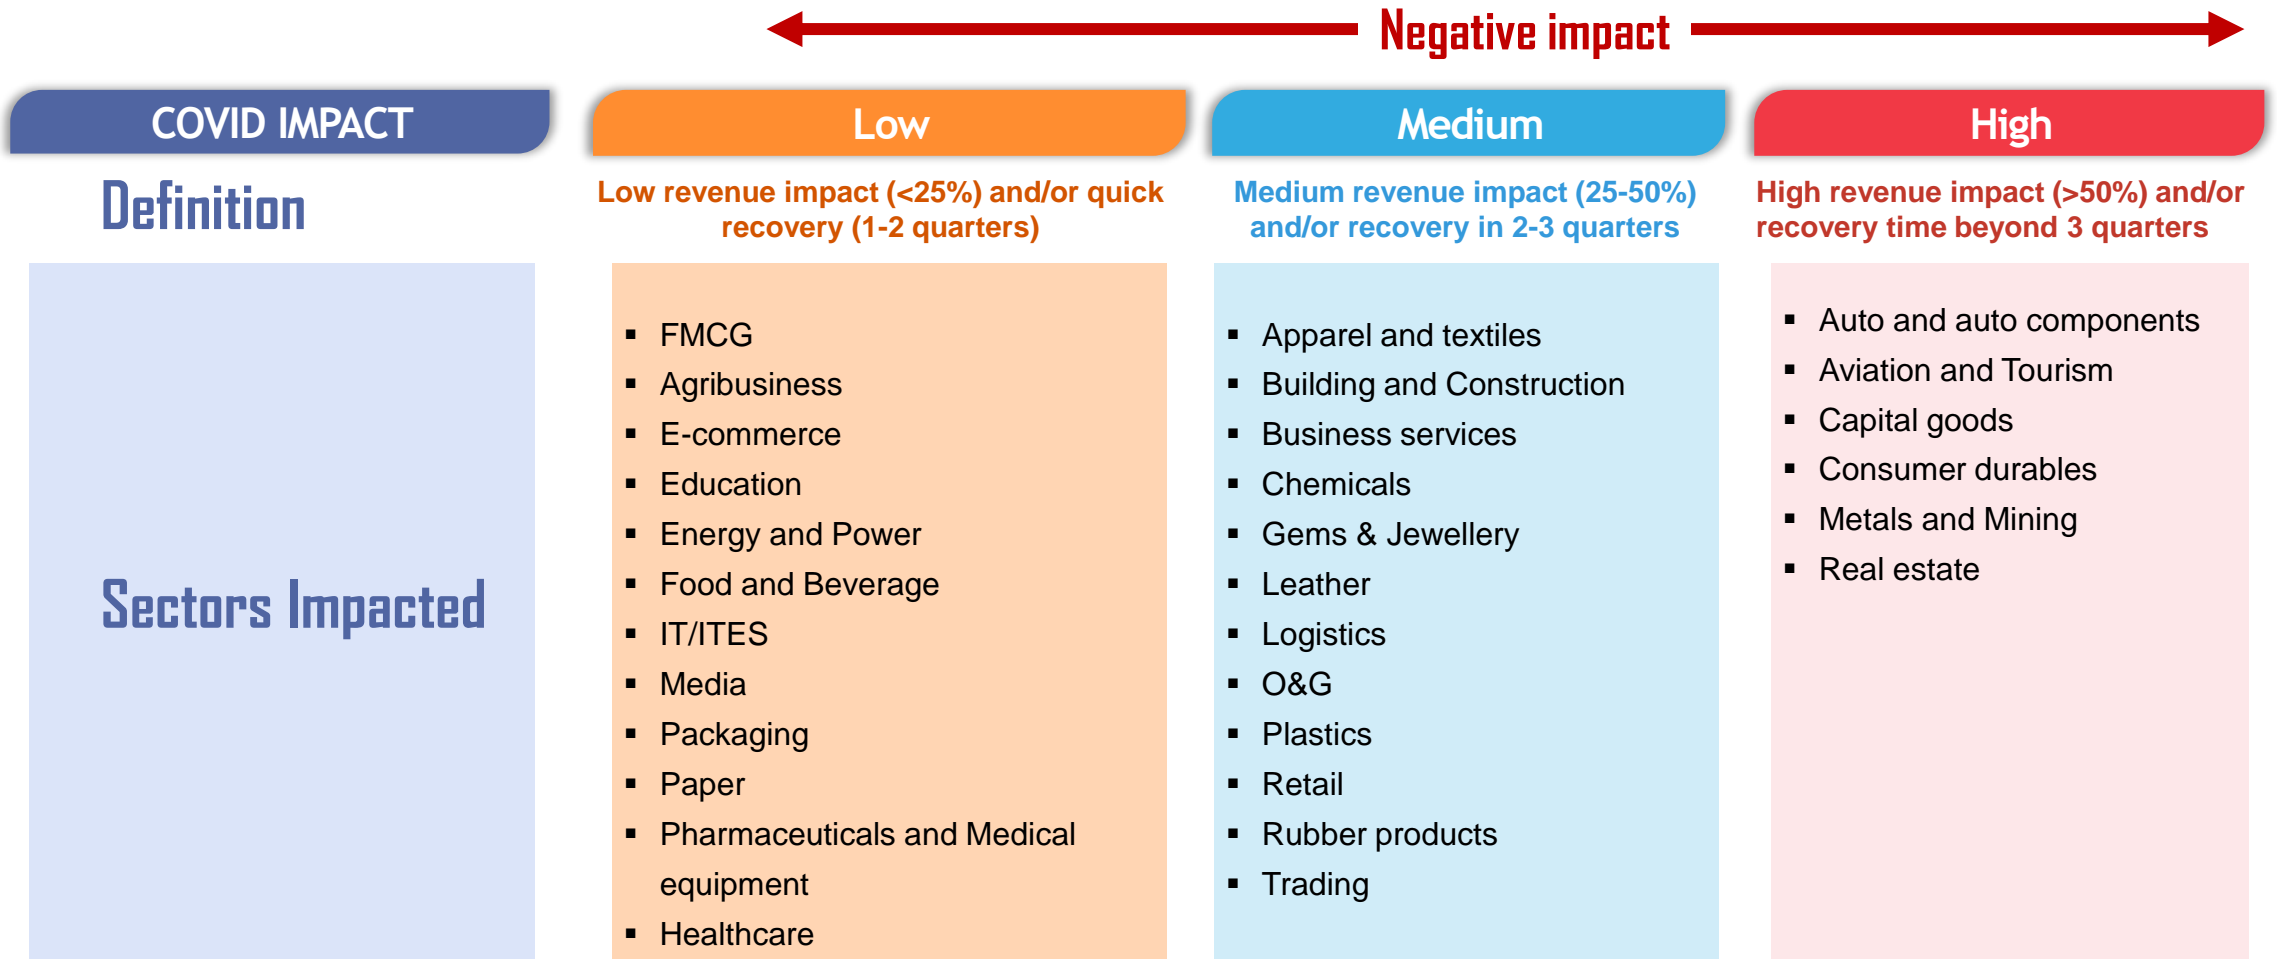 Negative impact
COVID IMPACT
Low
Medium
High
Definition
Low revenue impact (<25%) and/or quick
recovery (1-2 quarters)
Medium revenue impact (25-50%)
and/or recovery in 2-3 quarters
High revenue impact (>50%) and/or
recovery time beyond 3 quarters
Sectors Impacted
▪ FMCG
▪ Agribusiness
▪ E-commerce
▪ Education
▪ Energy and Power
▪ Food and Beverage
▪ IT/ITES
▪ Media
▪ Packaging
▪ Paper
▪ Pharmaceuticals and Medical
equipment
▪ Healthcare
▪ Apparel and textiles
▪ Building and Construction
▪ Business services
▪ Chemicals
▪ Gems & Jewellery
▪ Leather
▪ Logistics
▪ O&G
▪ Plastics
▪ Retail
▪ Rubber products
▪ Trading
▪ Auto and auto components
▪ Aviation and Tourism
▪ Capital goods
▪ Consumer durables
▪ Metals and Mining
▪ Real estate